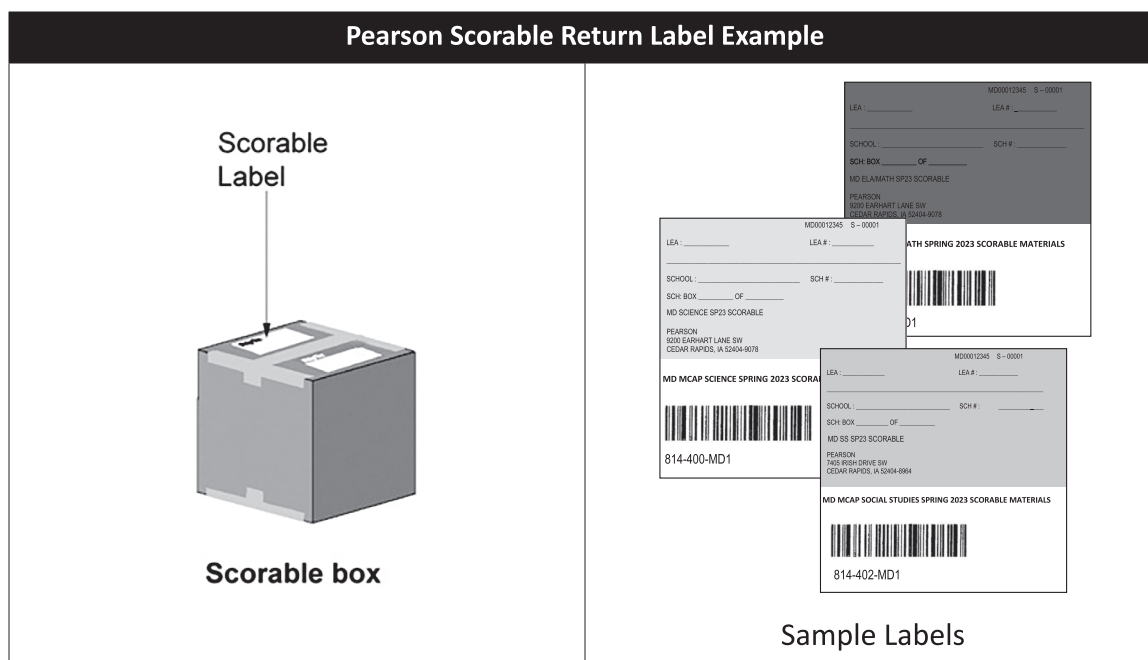 Pearson Scorable Return Label Example
Scorable
Label
Scorable box
MD00012345 S – 00001
LEA : ____________ LEA # : ____________
SCHOOL : ____________ SCH # : ____________
SCH: BOX ________ OF ________
MD ELA/MATH SP23 SCORABLE
PEARSON
9200 EARHART LANE SW
CEDAR RAPIDS, IA 52404-9078
ATH SPRING 2023 SCORABLE MATERIALS
D1
MD00012345 S – 00001
LEA : ____________ LEA # : ____________
SCHOOL : ____________ SCH # : ____________
SCH: BOX ________ OF ________
MD SCIENCE SP23 SCORABLE
PEARSON
9200 EARHART LANE SW
CEDAR RAPIDS, IA 52404-9078
MD MCAP SCIENCE SPRING 2023 SCORA
814-400-MD1
MD00012345 S – 00001
LEA : ____________ LEA # : ____________
SCHOOL : ____________ SCH # : ____________
SCH: BOX ________ OF ________
MD SS SP23 SCORABLE
PEARSON
7405 IRISH DRIVE SW
CEDAR RAPIDS, IA 52404-8964
MD MCAP SOCIAL STUDIES SPRING 2023 SCORABLE MATERIALS
814-402-MD1
Sample Labels